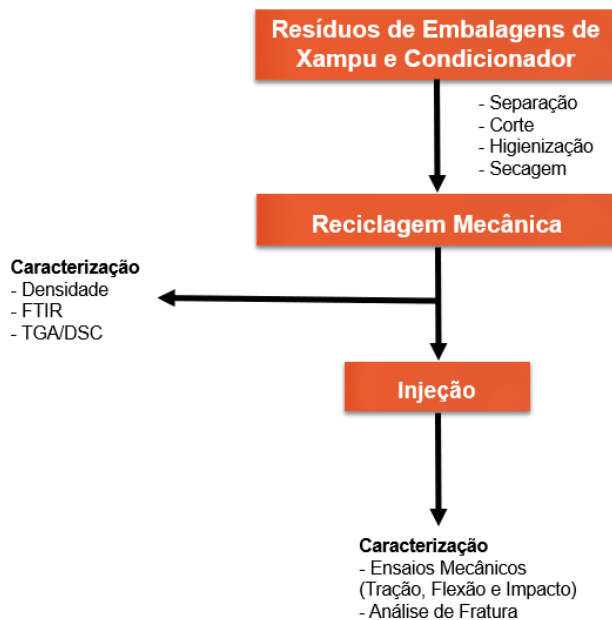 Resíduos de Embalagens de
Xampu e Condicionador
- Separação
- Corte
- Higienização
- Secagem
Reciclagem Mecânica
Caracterização
- Densidade
- FTIR
- TGA/DSC
Injeção
Caracterização
- Ensaios Mecânicos
(Tração, Flexão e Impacto)
- Análise de Fratura